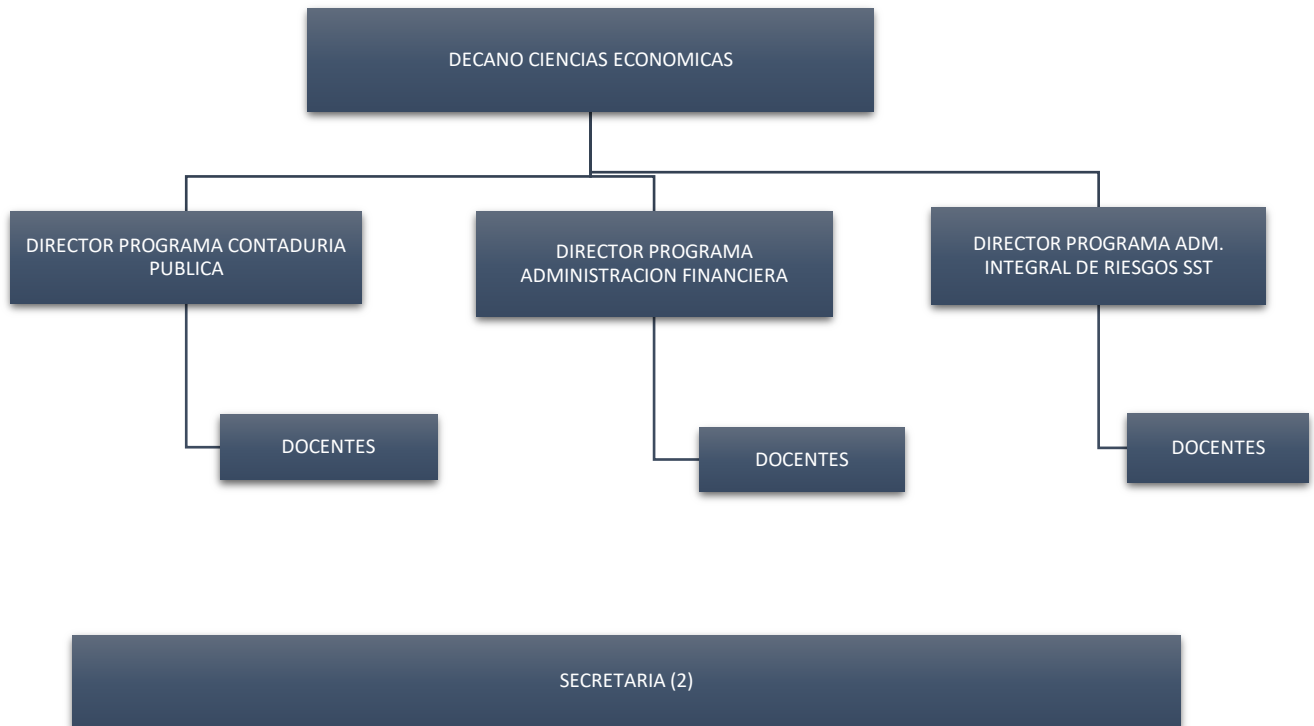 DECANO CIENCIAS ECONOMICAS
DIRECTOR PROGRAMA CONTADURIA
PUBLICA
DIRECTOR PROGRAMA
ADMINISTRACION FINANCIERA
DIRECTOR PROGRAMA ADM.
INTEGRAL DE RIESGOS SST
DOCENTES
DOCENTES
DOCENTES
SECRETARIA (2)